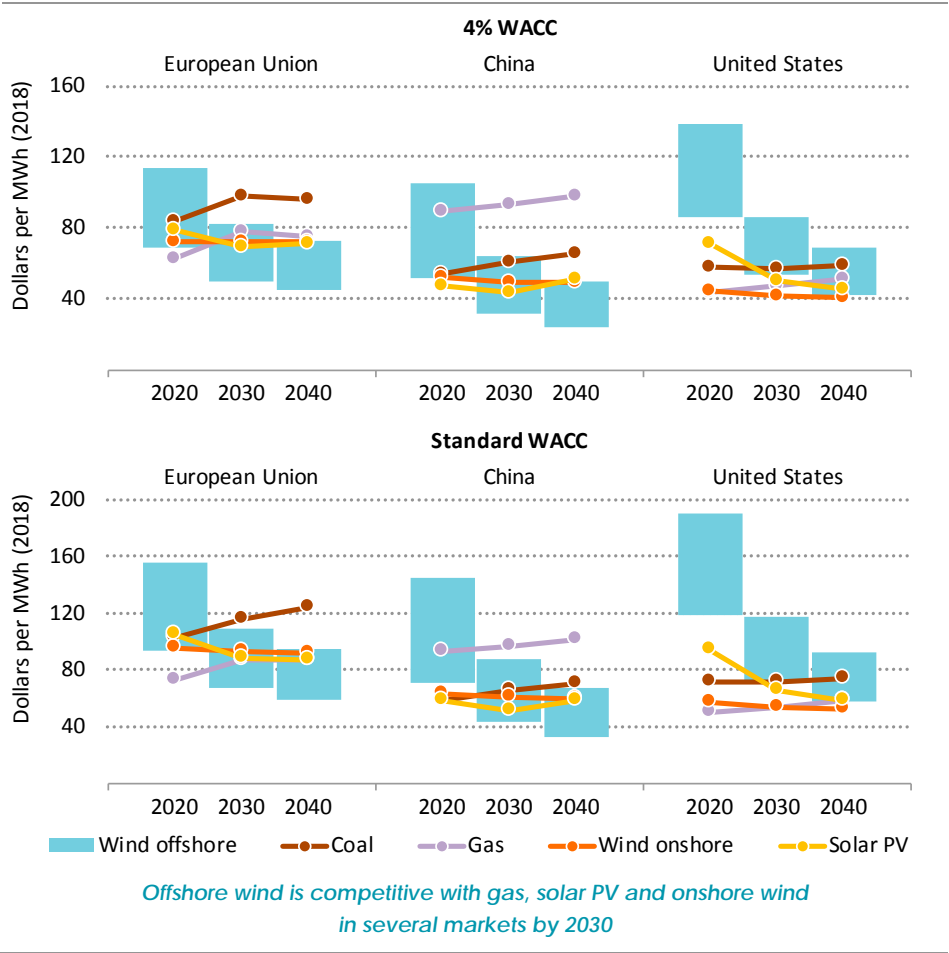 4% WACC
European Union China United States
Dollars per MWh (2018)
160
120
80
40
2020 2030 2040 2020 2030 2040 2020 2030 2040
Standard WACC
European Union China United States
Dollars per MWh (2018)
200
160
120
80
40
2020 2030 2040 2020 2030 2040 2020 2030 2040
Wind offshore Coal Gas Wind onshore Solar PV
Offshore wind is competitive with gas, solar PV and onshore wind
in several markets by 2030